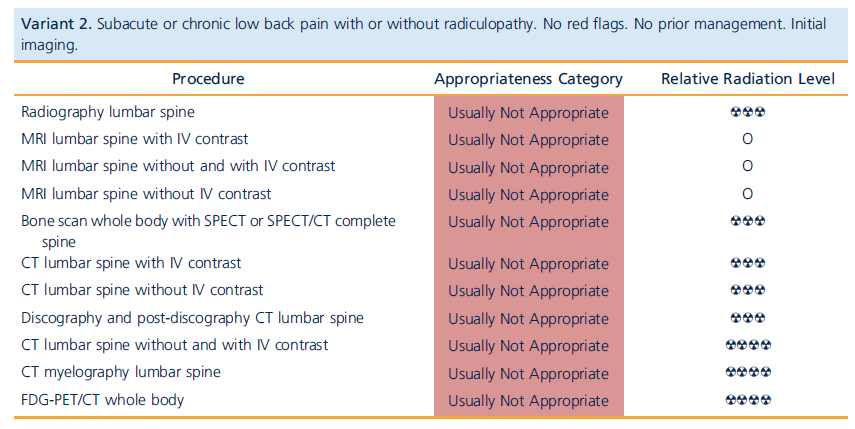 Variant 2. Subacute or chronic low back pain with or without radiculopathy. No red flags. No prior management. Initial
imaging.
Procedure Appropriateness Category Relative Radiation Level
Radiography lumbar spine Usually Not Appropriate ☢☢☢
MRI lumbar spine with IV contrast Usually Not Appropriate O
MRI lumbar spine without and with IV contrast Usually Not Appropriate O
MRI lumbar spine without IV contrast Usually Not Appropriate O
Bone scan whole body with SPECT or SPECT/CT complete Usually Not Appropriate ☢☢☢
spine
CT lumbar spine with IV contrast Usually Not Appropriate ☢☢☢
CT lumbar spine without IV contrast Usually Not Appropriate ☢☢☢
Discography and post-discography CT lumbar spine Usually Not Appropriate ☢☢☢
CT lumbar spine without and with IV contrast Usually Not Appropriate ☢☢☢☢
CT myelography lumbar spine Usually Not Appropriate ☢☢☢☢
FDG-PET/CT whole body Usually Not Appropriate ☢☢☢☢